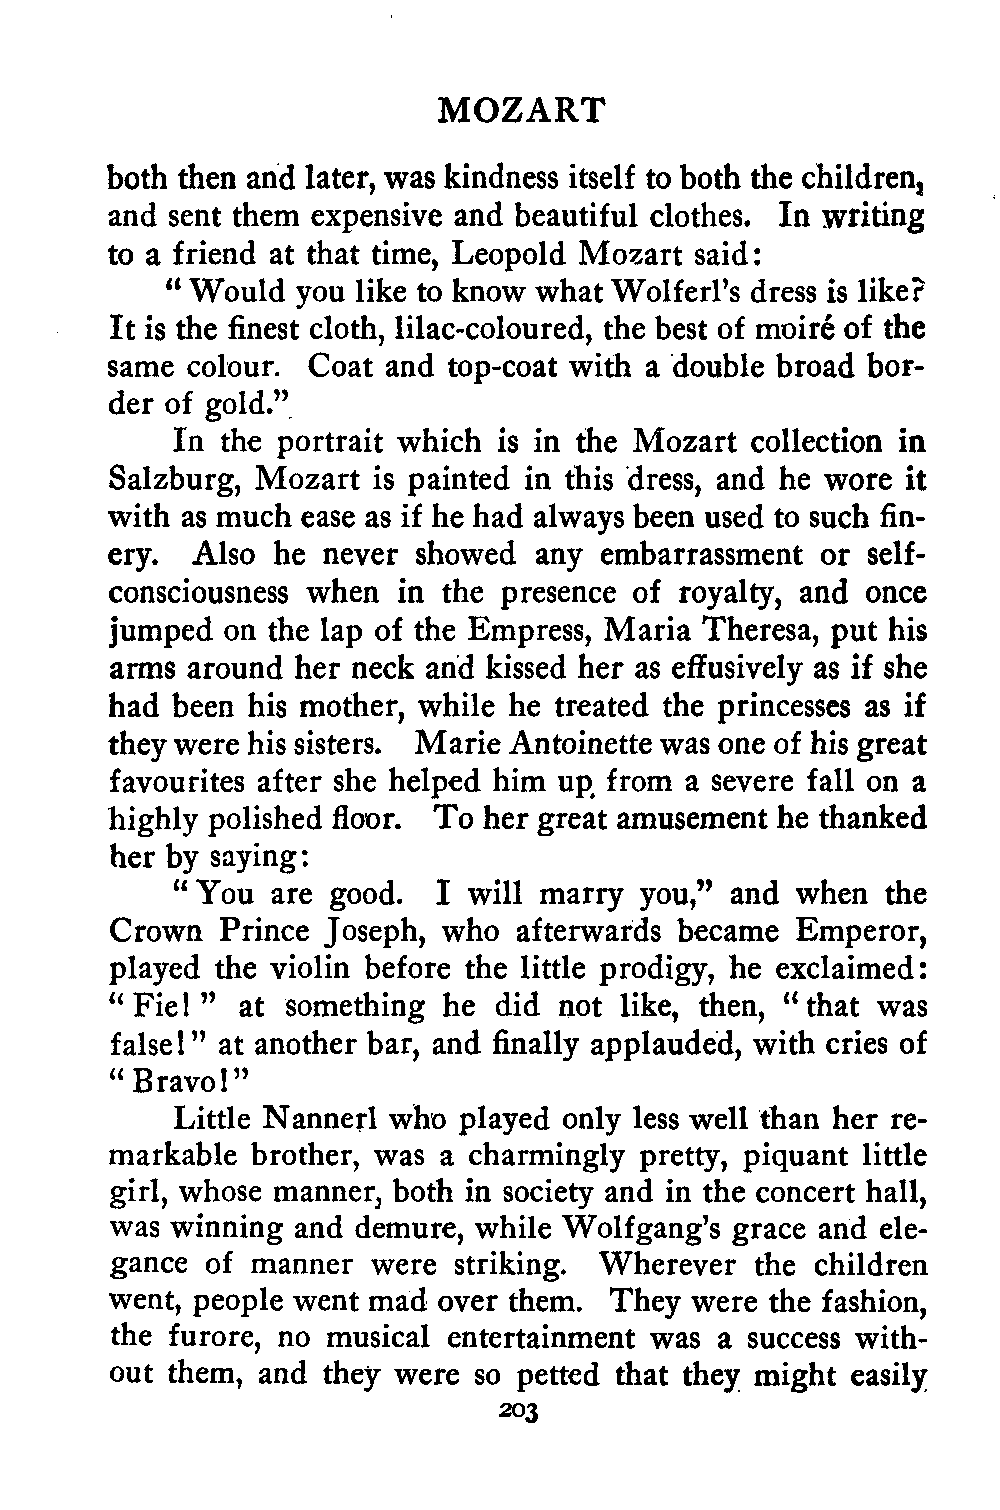 MOZART
both then and later, was kindness itself to both the children,
and sent them expensive and beautiful clothes. In writing
to a friend at that time, Leopold Mozart said:
“Would you like to know what Wolferl’s dress is like?
It is the finest cloth, lilac-coloured, the best of moiré of the
same colour. Coat and top-coat with a double broad bor-
der of gold.”
In the portrait which is in the Mozart collection in
Salzburg, Mozart is painted in this dress, and he wore it
with as much ease as if he had always been used to such fin-
ery. Also he never showed any embarrassment or self-
consciousness when in the presence of royalty, and once
jumped on the lap of the Empress, Maria Theresa, put his
arms around her neck and kissed her as effusively as if she
had been his mother, while he treated the princesses as if
they were his sisters. Marie Antoinette was one of his great
favourites after she helped him up from a severe fall on a
highly polished floor. To her great amusement he thanked
her by saying:
“You are good. I will marry you,” and when the
Crown Prince Joseph, who afterwards became Emperor,
played the violin before the little prodigy, he exclaimed:
“Fie!” at something he did not like, then, “that was
false!” at another bar, and finally applauded, with cries of
“Bravo!”
Little Nannerl who played only less well than her re-
markable brother, was a charmingly pretty, piquant little
girl, whose manner, both in society and in the concert hall,
was winning and demure, while Wolfgang’s grace and ele-
gance of manner were striking. Wherever the children
went, people went mad over them. They were the fashion,
the furore, no musical entertainment was a success with-
out them, and they were so petted that they might easily
203